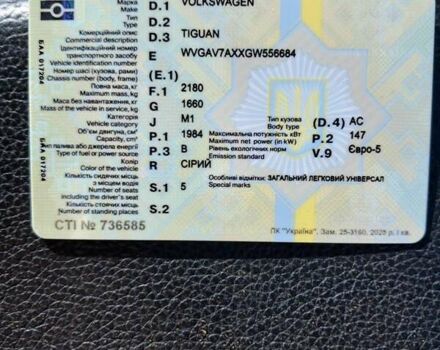 Марка D.1 VOLKSWAGEN
Make
Тип D.2
Type
Комерційний опис D.3 TIGUAN
Commercial description
Ідентифікаційний номер
транспортного засобу E WVGAV7AXXGW556684
Vehicle identification number
Номер шасі (кузова, рами) (E.1)
Chassis number (body, frame)
Повна маса, кг F.1 2180
Maximum mass, kg
Маса без навантаження, кг G 1660
Mass of the vehicle in service, kg
Категорія J M1 Тип кузова (D.4) AC
Category Body type
Об'єм двигуна, см³ P.1 1984 Максимальна потужність кВт P.2 147
Capacity, cm³ Maximum net power (in kW)
Тип палива або джерела енергії P.3 B Рівень екологічних норм V.9 Євро-5
Type of fuel or power source Emission standard
Колір R СІРИЙ
Color of the vehicle
Кількість сидячих місць
з місцем водія S.1 5 Особливі відмітки: ЗАГАЛЬНИЙ ЛЕГКОВИЙ УНІВЕРСАЛ
Number of seats Special marks
including the driver's seat
Кількість стоячих місць S.2
Number of standing places
СТІ № 736585
ПК "Україна". Зам. 25-3160, 2025 р. I кв.
БАА 017204
БАА 017204